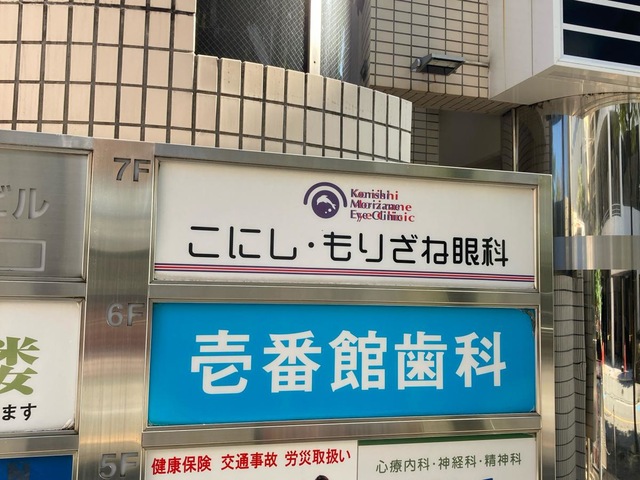 7F
Konishi
Morizane
Eye Clinic
こにし・もりざね眼科
ビル
6F
壱番館歯科
ます
5F
健康保険 交通事故 労災取扱い
心療内科・神経科・精神科